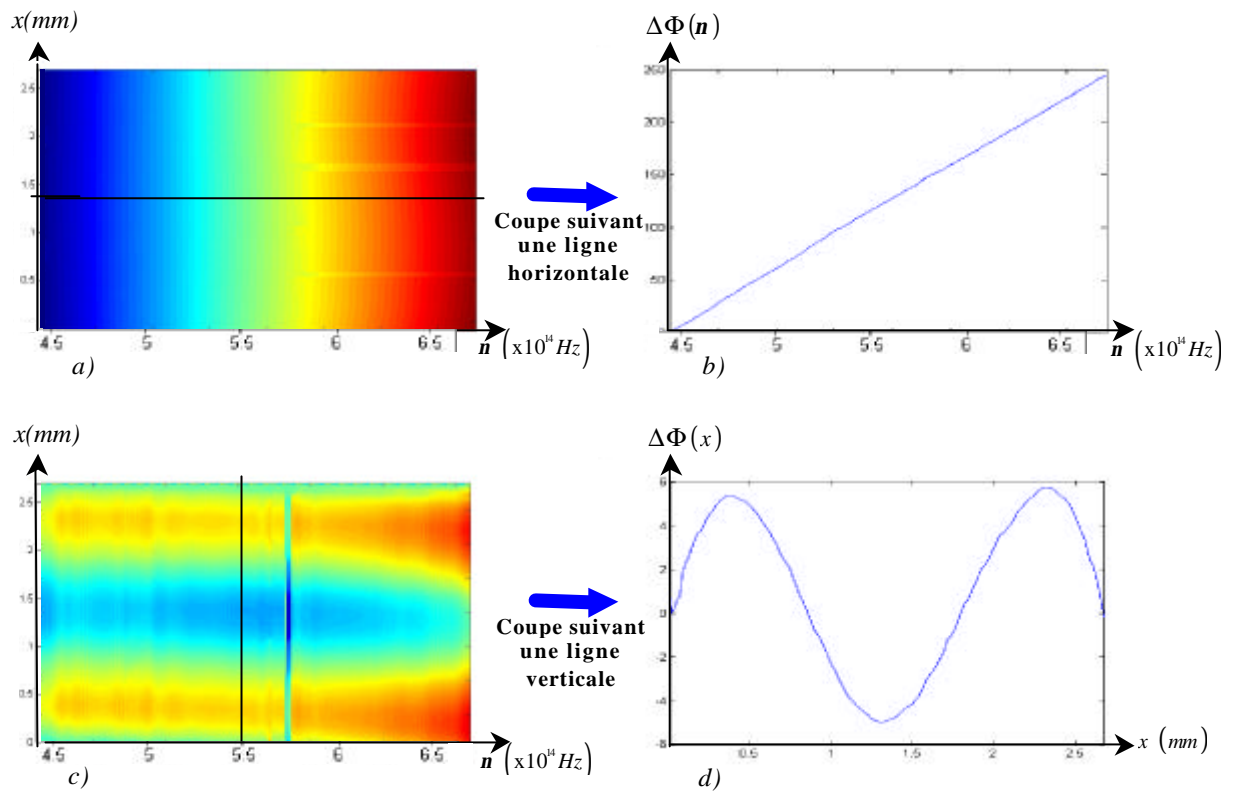 x(mm)
2.5
2
1.5
1
0.5
4.5 5 5.5 6 6.5
n (x10¹⁴ Hz)
a)
Coupe suivant
une ligne
horizontale
ΔΦ(n)
250
200
150
100
50
0
4.5 5 5.5 6 6.5
n (x10¹⁴ Hz)
b)
x(mm)
2.5
2
1.5
1
0.5
0
4.5 5 5.5 6 6.5
n (x10¹⁴ Hz)
c)
Coupe suivant
une ligne
verticale
ΔΦ(x)
6
4
2
0
-2
-4
-6
0.5 1 1.5 2 2.5
x (mm)
d)